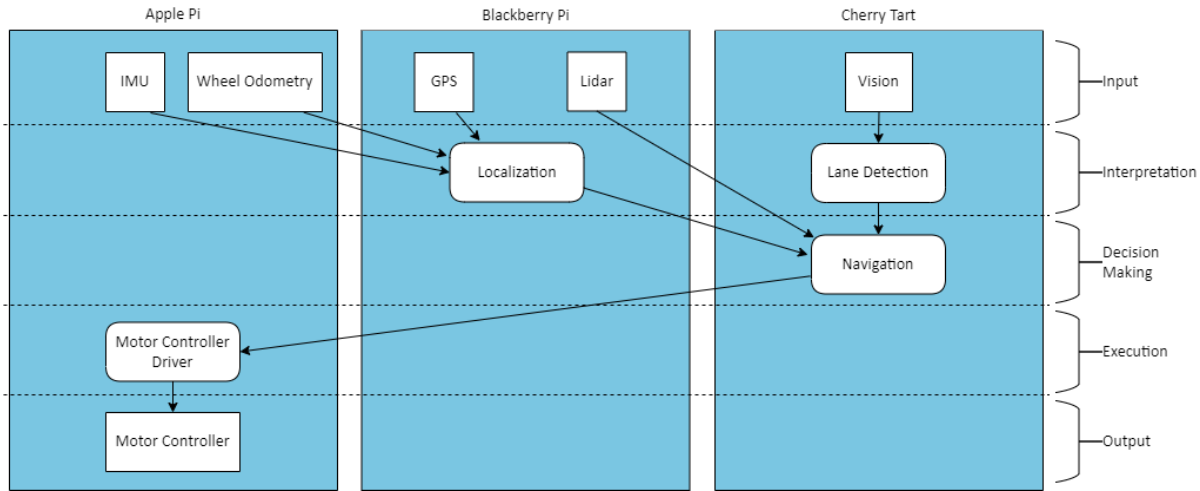 Apple Pi
Blackberry Pi
Cherry Tart
IMU
Wheel Odometry
GPS
Lidar
Vision
Input
Localization
Lane Detection
Interpretation
Navigation
Decision
Making
Motor Controller
Driver
Execution
Motor Controller
Output